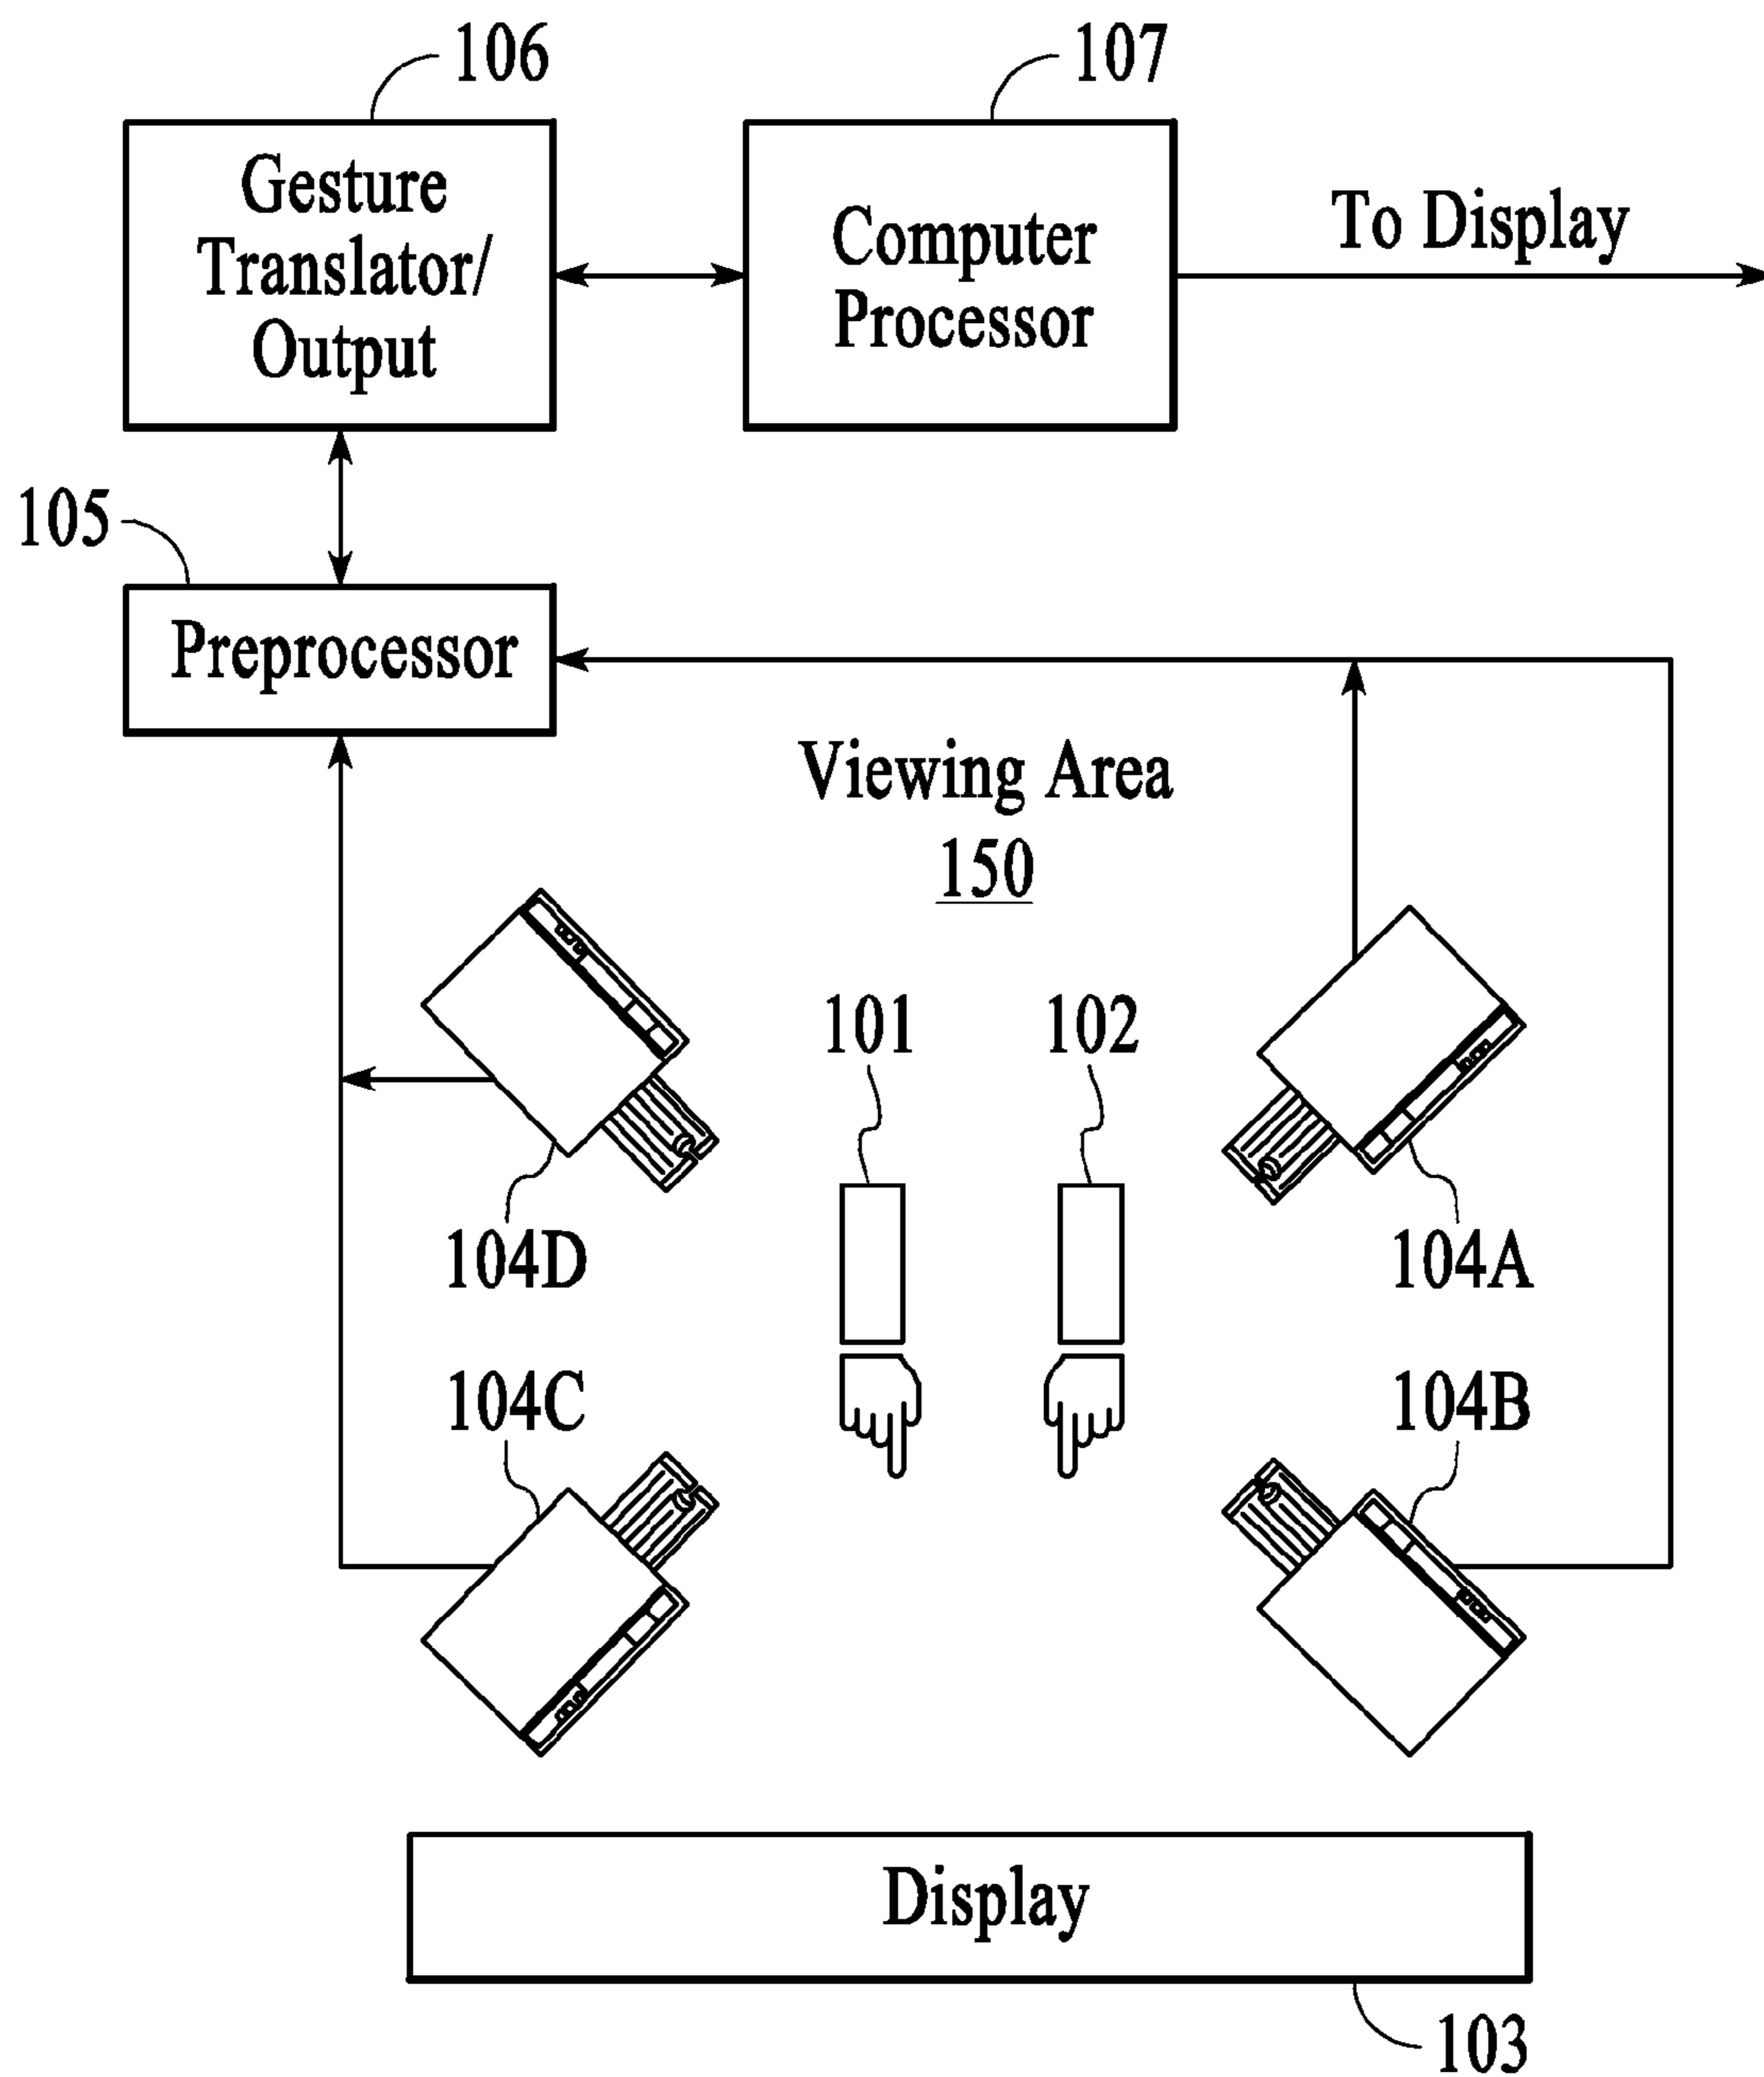 106
107
Gesture
Translator/
Output
Computer
Processor
To Display
105
Preprocessor
Viewing Area
150
101
102
104D
104A
104C
104B
Display
103